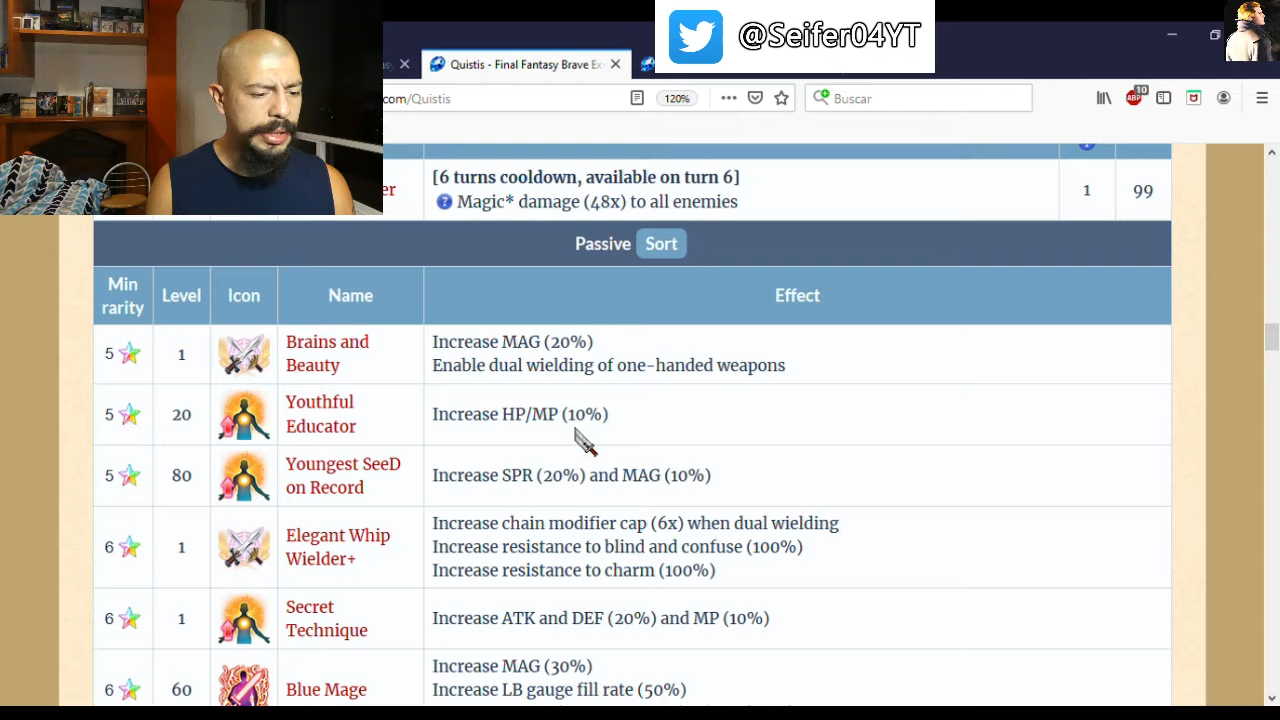 @Seifer04YT
Quistis - Final Fantasy Brave Ex
com/Quistis
120%
Buscar
ABP
10
[6 turns cooldown, available on turn 6]
er
Magic* damage (48x) to all enemies
1
99
Passive Sort
Min rarity
Level
Icon
Name
Effect
5
1
Brains and
Beauty
Increase MAG (20%)
Enable dual wielding of one-handed weapons
5
20
Youthful
Educator
Increase HP/MP (10%)
5
80
Youngest SeeD
on Record
Increase SPR (20%) and MAG (10%)
6
1
Elegant Whip
Wielder+
Increase chain modifier cap (6x) when dual wielding
Increase resistance to blind and confuse (100%)
Increase resistance to charm (100%)
6
1
Secret
Technique
Increase ATK and DEF (20%) and MP (10%)
6
60
Blue Mage
Increase MAG (30%)
Increase LB gauge fill rate (50%)